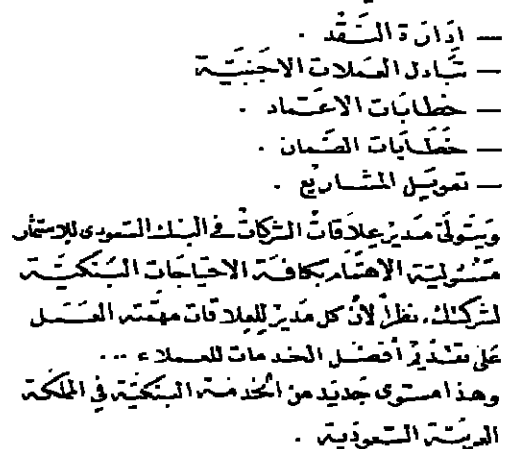 — إدارة النقد .
— تبادل العملات الاجنبية
— خطابات الاعتماد .
— خطابات الضمان .
— تمويل المشاريع .
ويتولى مدير علاقات الشركات في البنك السعودي للإستثمار
مسئولية الاهتمام بكافة الاحتياجات البنكية
لشركتك، نظراً لأن كل مدير للعلاقات مهمته العمل
على تقديم أفضل الخدمات للعملاء ...
وهذا مستوى جديد من الخدمة البنكية في المملكة
العربية السعودية .